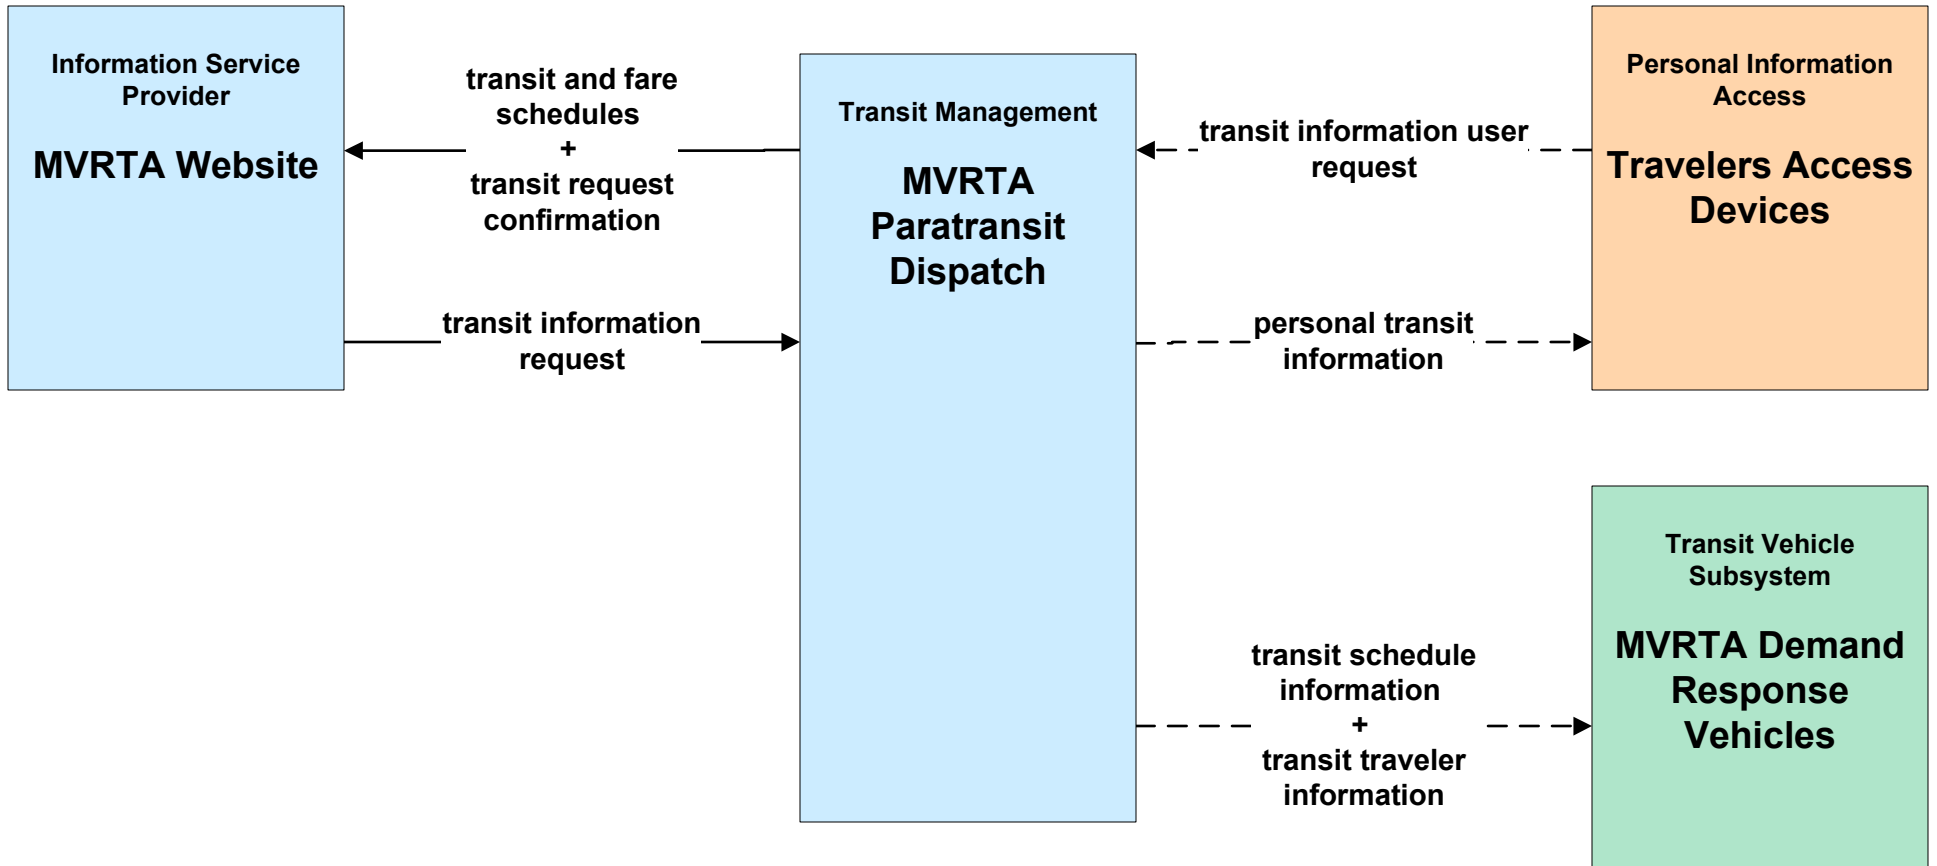 Information Service
Provider
MVRTA Website
transit and fare
schedules
+
transit request
confirmation
transit information
request
Transit Management
MVRTA
Paratransit
Dispatch
transit information user
request
personal transit
information
transit schedule
information
+
transit traveler
information
Personal Information
Access
Travelers Access
Devices
Transit Vehicle
Subsystem
MVRTA Demand
Response
Vehicles